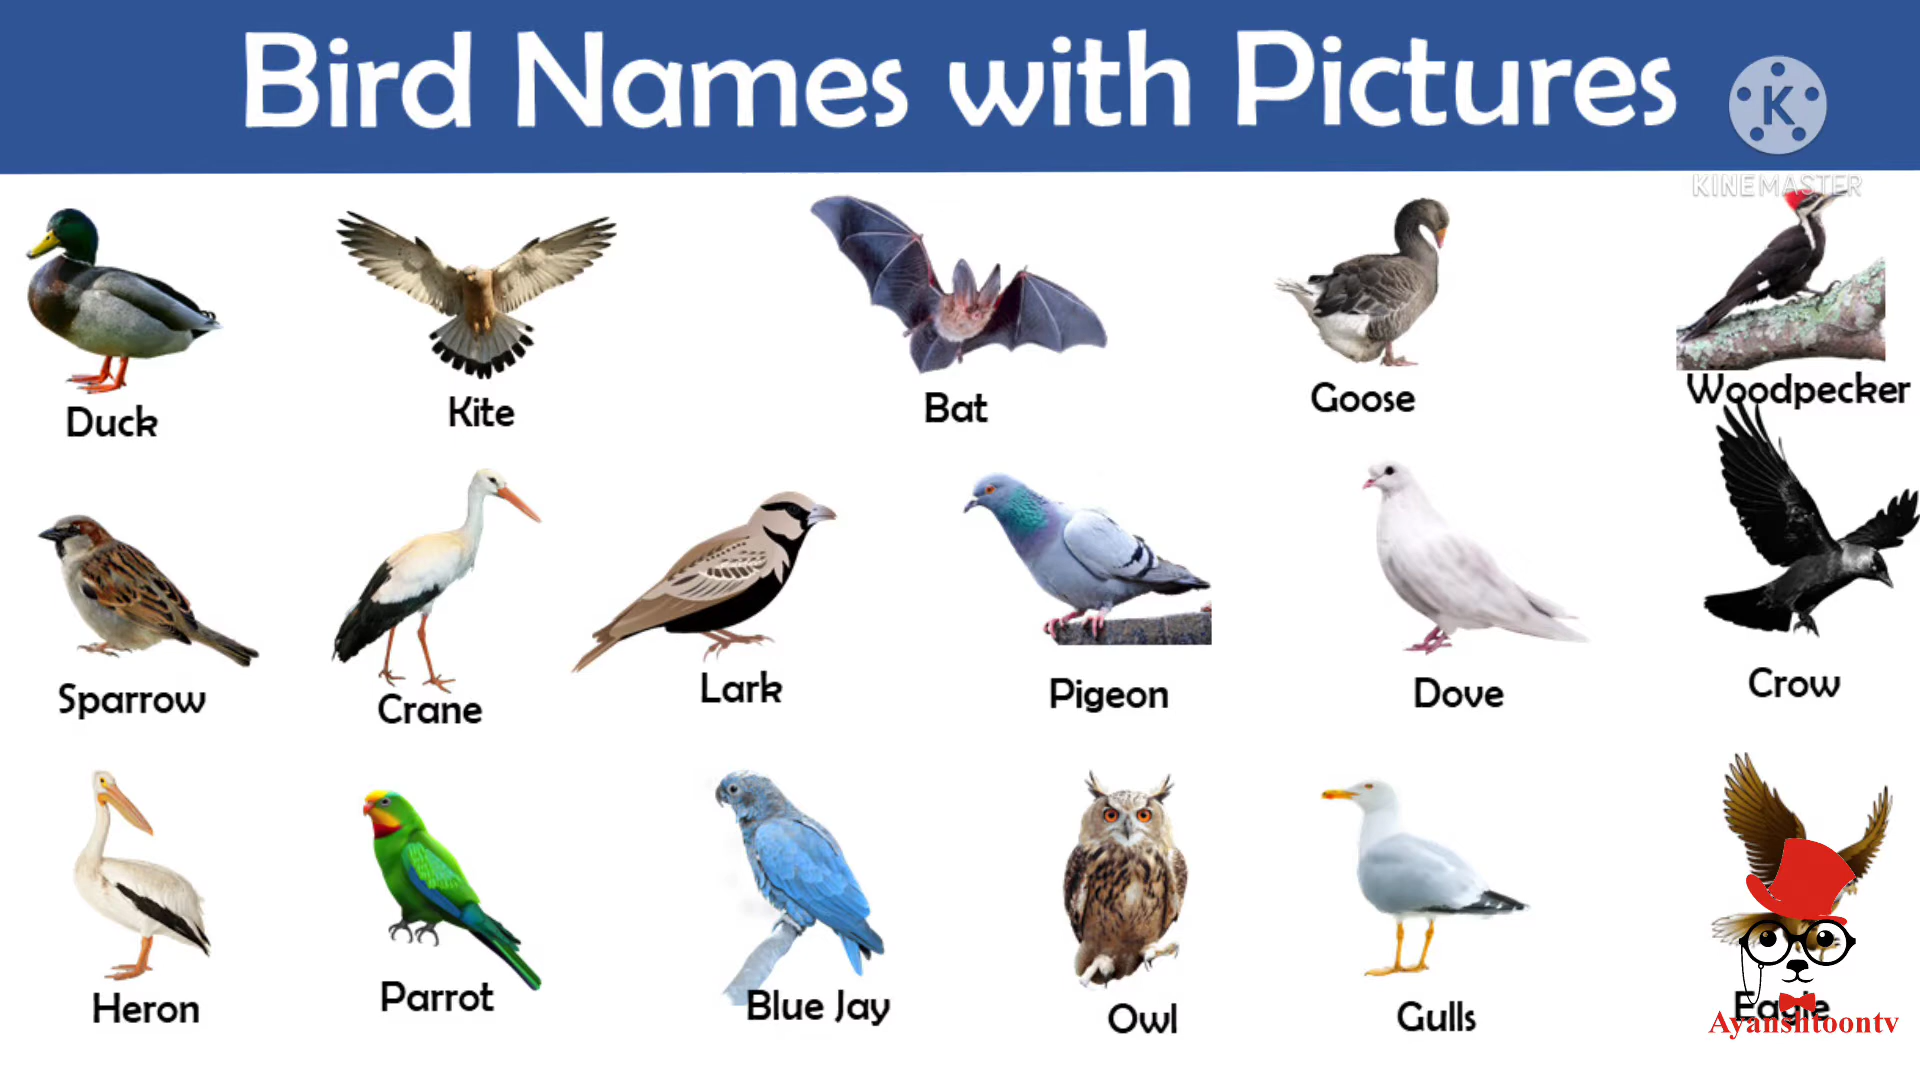 Bird Names with Pictures
K
KINEMASTER
Duck
Kite
Bat
Goose
Woodpecker
Sparrow
Crane
Lark
Pigeon
Dove
Crow
Heron
Parrot
Blue Jay
Owl
Gulls
Eagle
Ayanshtoontv